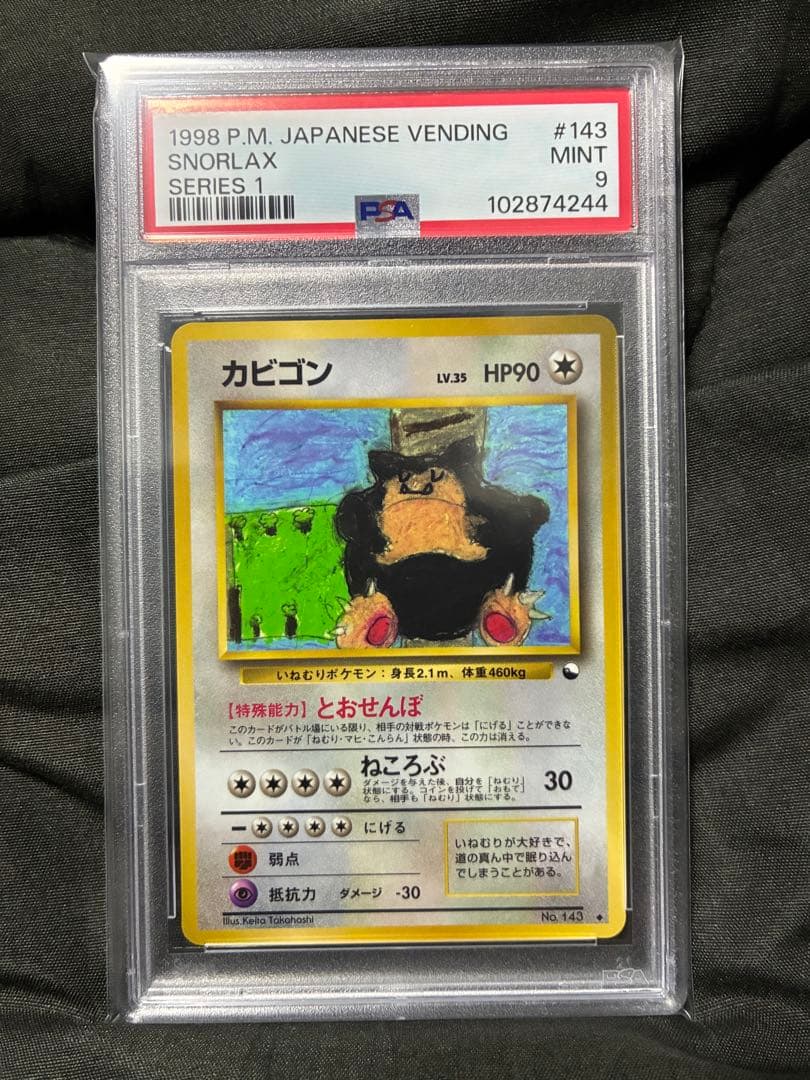 1998 P.M. JAPANESE VENDING #143
SNORLAX MINT
SERIES 1 9
PSA 102874244
カビゴン LV.35 HP90
いねむりポケモン：身長2.1m、体重460kg
【特殊能力】とおせんぼ
このカードがバトル場にいる限り、相手の対戦ポケモンは「にげる」ことができな
い。このカードが「ねむり・マヒ・こんらん」状態の時、この力は消える。
ねころぶ
ダメージを与えた後、自分を「ねむり」
状態にする。コインを投げて「おもて」
なら、相手も「ねむり」状態にする。
30
にげる
弱点
抵抗力 ダメージ -30
いねむりが大好きで、
道の真ん中で眠り込ん
でしまうことがある。
Illus. Keita Takahashi No. 143
PSA